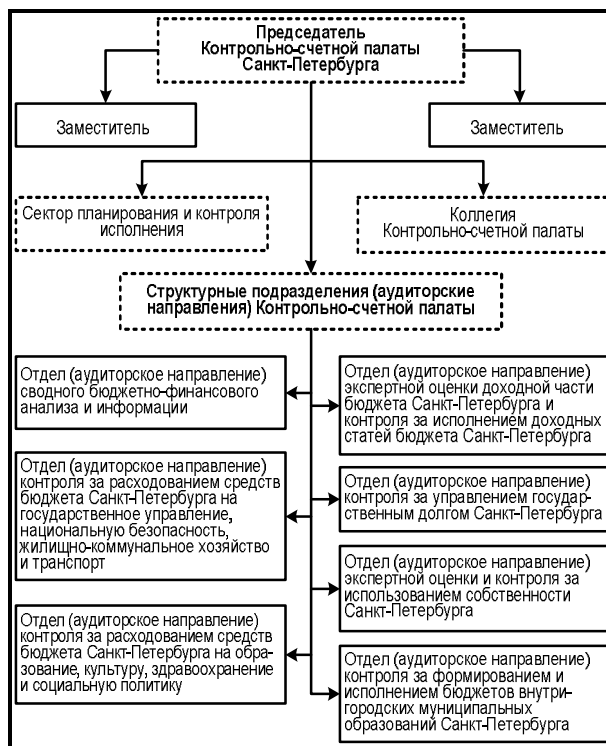 Председатель
Контрольно-счетной палаты
Санкт-Петербурга
Заместитель
Заместитель
Сектор планирования и контроля
исполнения
Коллегия
Контрольно-счетной палаты
Структурные подразделения (аудиторские
направления) Контрольно-счетной палаты
Отдел (аудиторское направление)
сводного бюджетно-финансового
анализа и информации
Отдел (аудиторское направление)
экспертной оценки доходной части
бюджета Санкт-Петербурга и
контроля за исполнением доходных
статей бюджета Санкт-Петербурга
Отдел (аудиторское направление)
контроля за расходованием средств
бюджета Санкт-Петербурга на
государственное управление,
национальную безопасность,
жилищно-коммунальное хозяйство
и транспорт
Отдел (аудиторское направление)
контроля за управлением государ-
ственным долгом Санкт-Петербурга
Отдел (аудиторское направление)
экспертной оценки и контроля за
использованием собственности
Санкт-Петербурга
Отдел (аудиторское направление)
контроля за расходованием средств
бюджета Санкт-Петербурга на обра-
зование, культуру, здравоохранение
и социальную политику
Отдел (аудиторское направление)
контроля за формированием и
исполнением бюджетов внутри-
городских муниципальных
образований Санкт-Петербурга